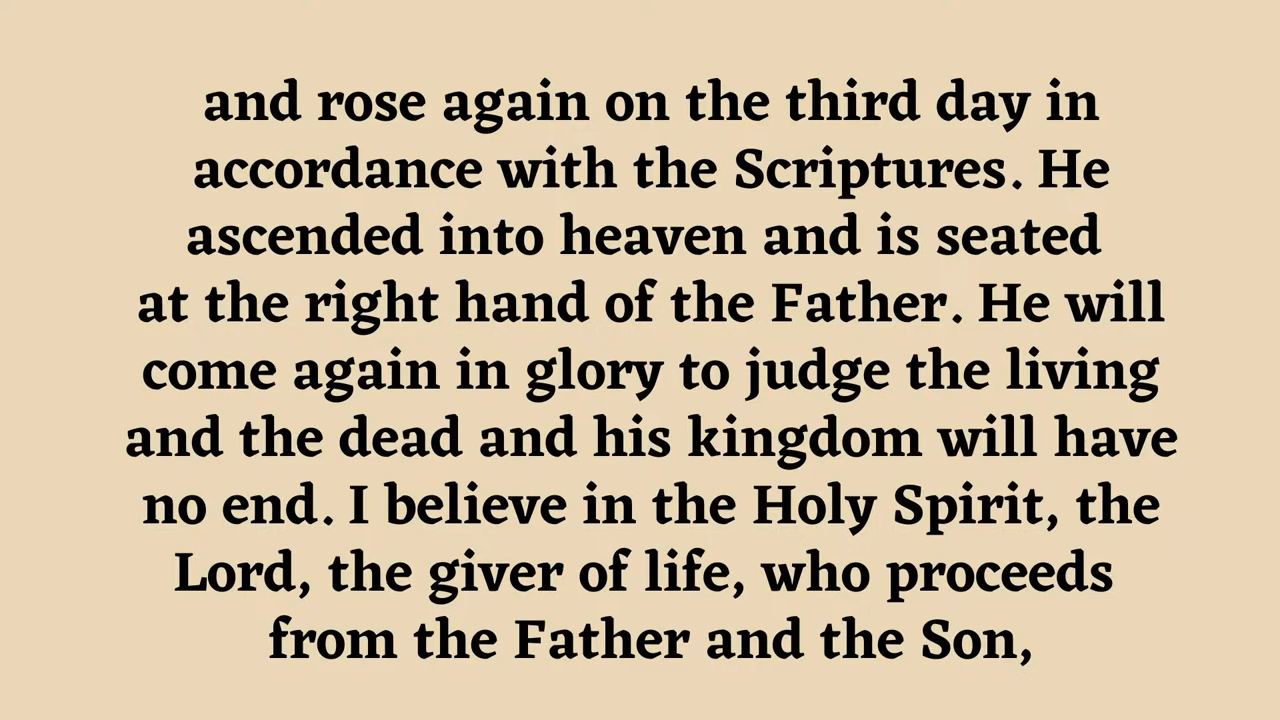 and rose again on the third day in
accordance with the Scriptures. He
ascended into heaven and is seated
at the right hand of the Father. He will
come again in glory to judge the living
and the dead and his kingdom will have
no end. I believe in the Holy Spirit, the
Lord, the giver of life, who proceeds
from the Father and the Son,